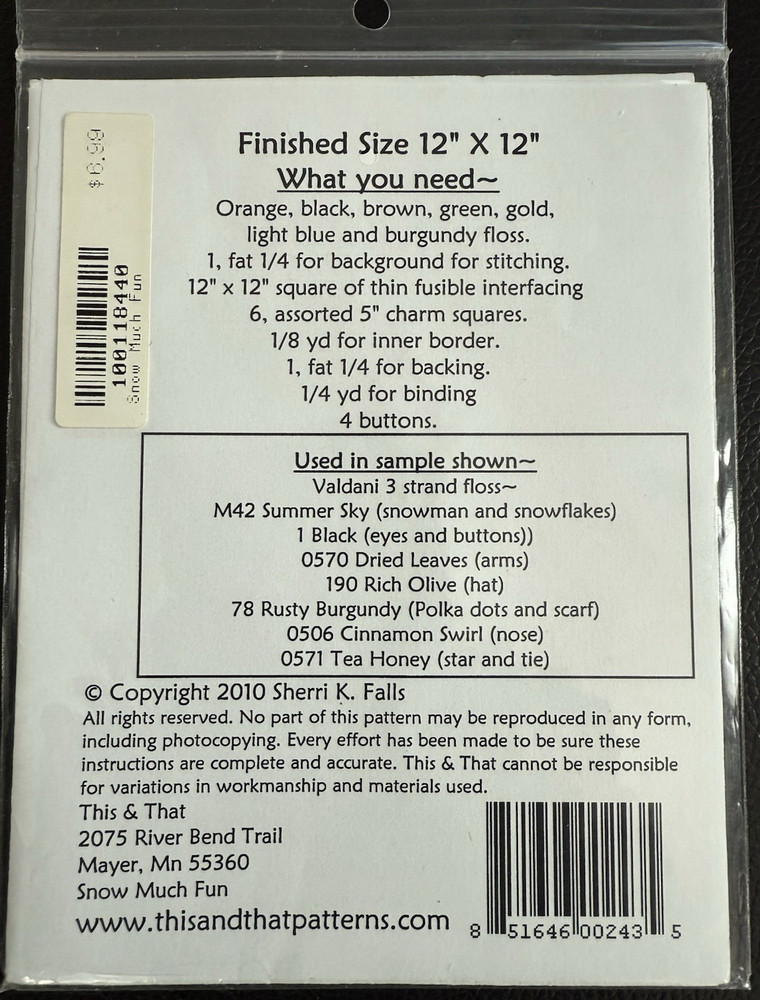 $6.99
100118440
Snow Much Fun
Finished Size 12" X 12"
What you need~
Orange, black, brown, green, gold,
light blue and burgundy floss.
1, fat 1/4 for background for stitching.
12" x 12" square of thin fusible interfacing
6, assorted 5" charm squares.
1/8 yd for inner border.
1, fat 1/4 for backing.
1/4 yd for binding
4 buttons.
Used in sample shown~
Valdani 3 strand floss~
M42 Summer Sky (snowman and snowflakes)
1 Black (eyes and buttons))
0570 Dried Leaves (arms)
190 Rich Olive (hat)
78 Rusty Burgundy (Polka dots and scarf)
0506 Cinnamon Swirl (nose)
0571 Tea Honey (star and tie)
© Copyright 2010 Sherri K. Falls
All rights reserved. No part of this pattern may be reproduced in any form,
including photocopying. Every effort has been made to be sure these
instructions are complete and accurate. This & That cannot be responsible
for variations in workmanship and materials used.
This & That
2075 River Bend Trail
Mayer, Mn 55360
Snow Much Fun
www.thisandthatpatterns.com
8 51646 00243 5